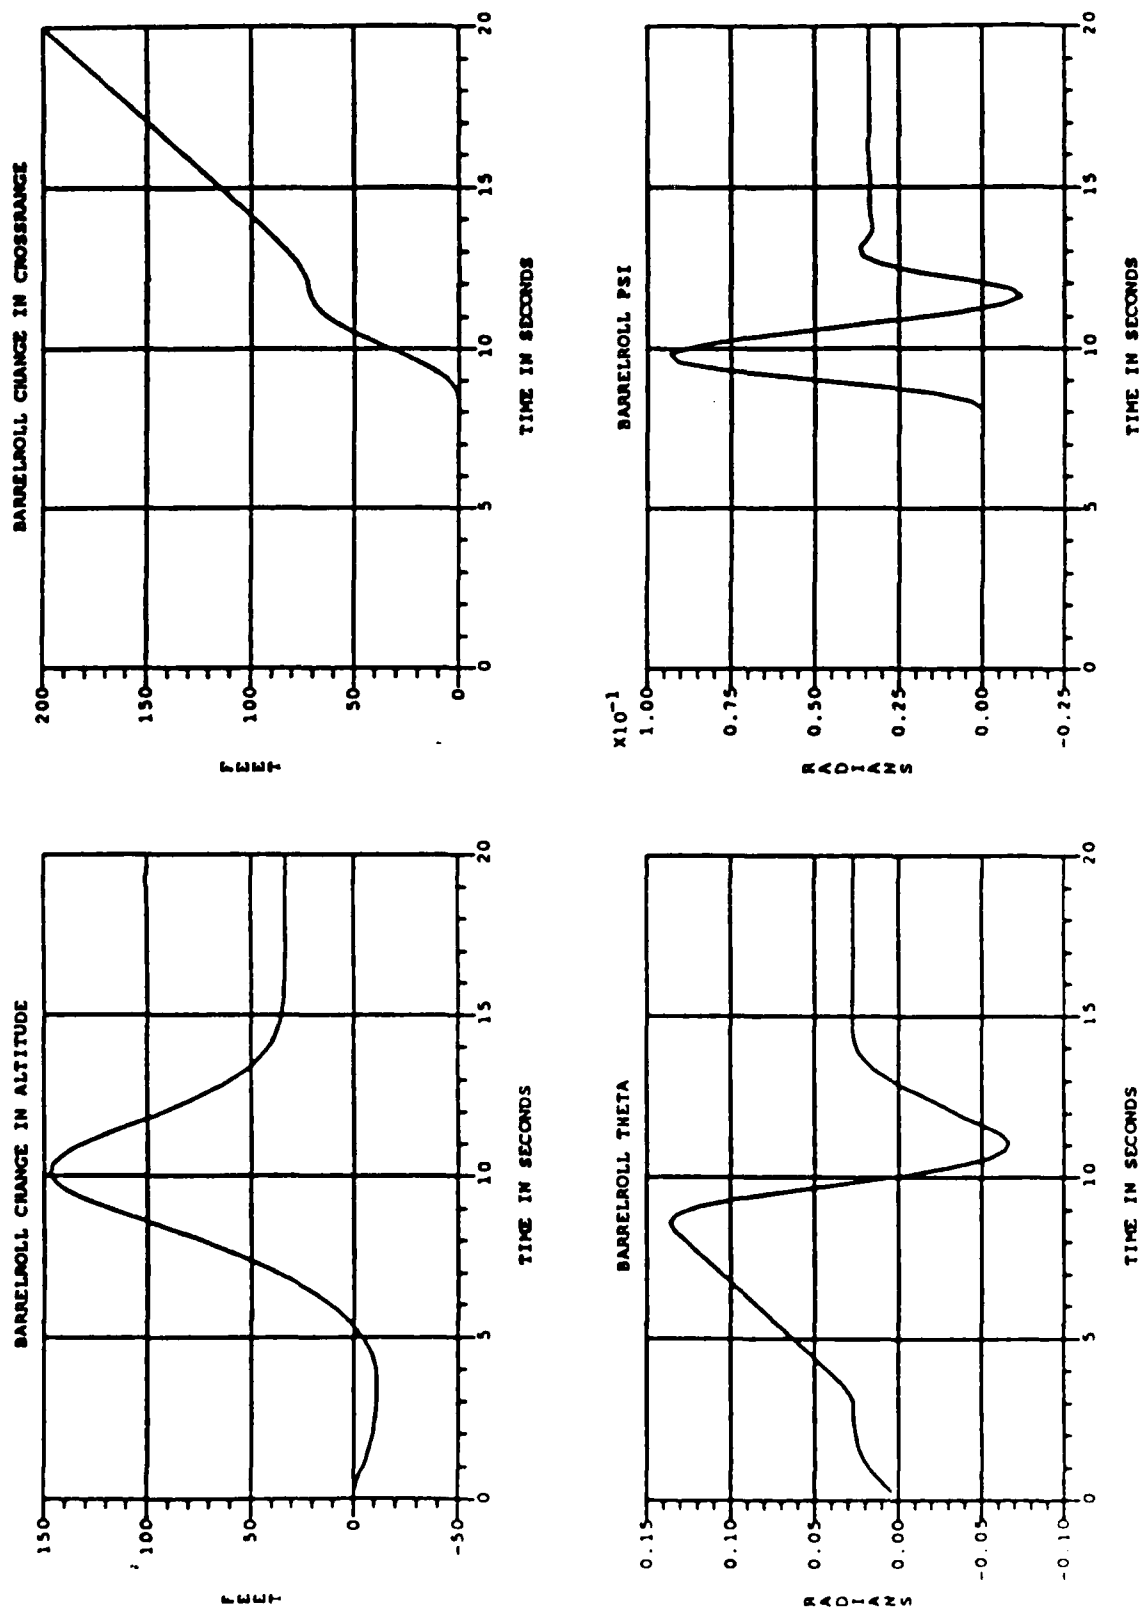 BARRELROLL CHANGE IN ALTITUDE
150
100
50
0
-50
FEET
0 5 10 15 20
TIME IN SECONDS
BARRELROLL CHANGE IN CROSSRANGE
200
150
100
50
0
FEET
0 5 10 15 20
TIME IN SECONDS
BARRELROLL THETA
0.15
0.10
0.05
0.00
-0.05
-0.10
RADIANS
0 5 10 15 20
TIME IN SECONDS
BARRELROLL PSI
X10⁻¹
1.00
0.75
0.50
0.25
0.00
-0.25
RADIANS
0 5 10 15 20
TIME IN SECONDS